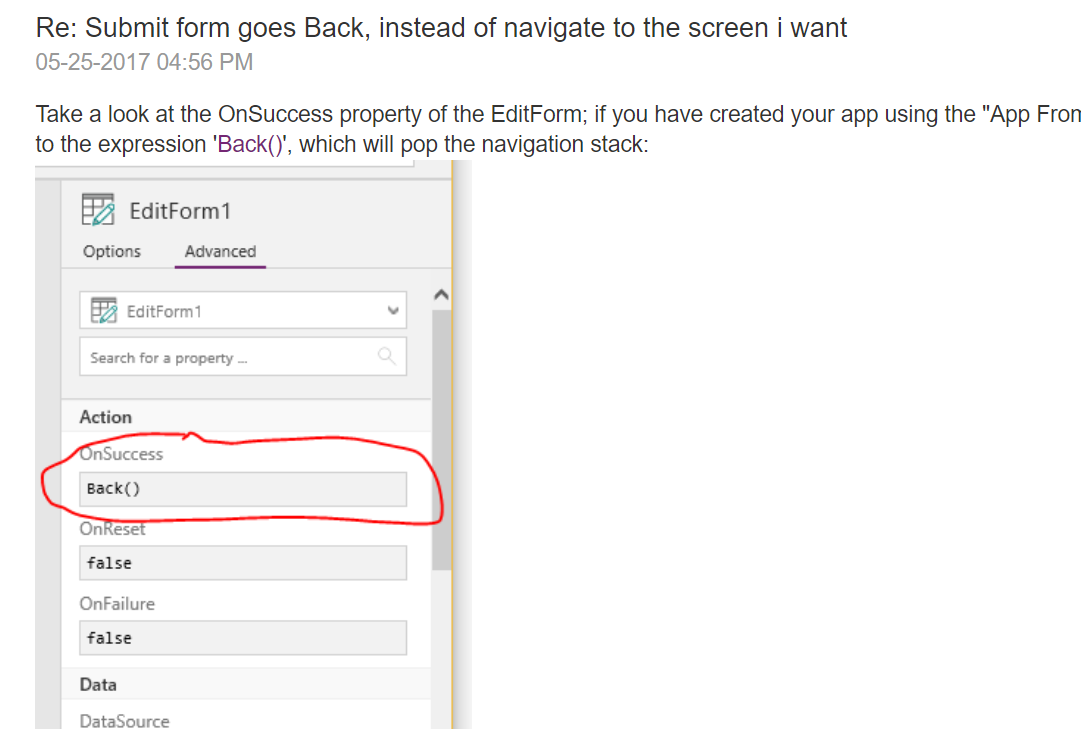 Re: Submit form goes Back, instead of navigate to the screen i want
05-25-2017 04:56 PM
Take a look at the OnSuccess property of the EditForm; if you have created your app using the "App Fron
to the expression 'Back()', which will pop the navigation stack:
EditForm1
Options Advanced
EditForm1
Search for a property ...
Action
OnSuccess
Back()
OnReset
false
OnFailure
false
Data
DataSource